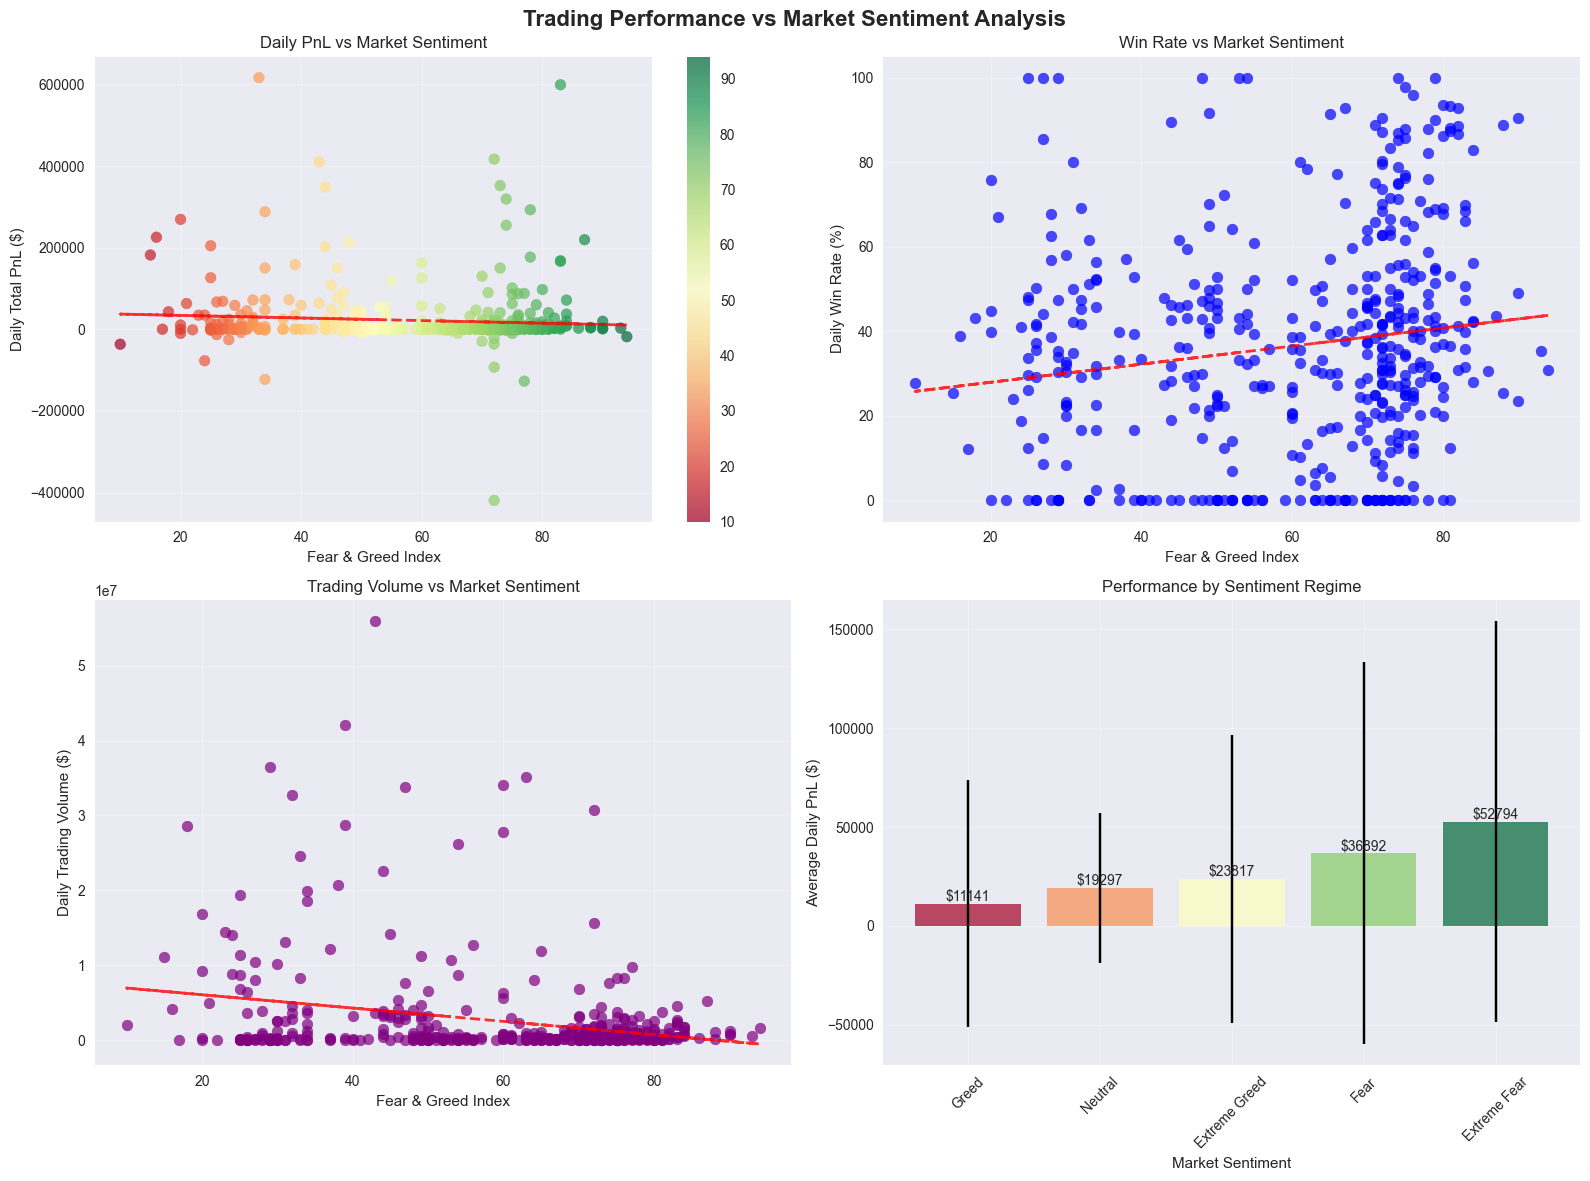 Trading Performance vs Market Sentiment Analysis
Daily PnL vs Market Sentiment
Daily Total PnL ($)
600000
400000
200000
0
−200000
−400000
20
40
60
80
Fear & Greed Index
90
80
70
60
50
40
30
20
10
Win Rate vs Market Sentiment
Daily Win Rate (%)
100
80
60
40
20
0
20
40
60
80
Fear & Greed Index
Trading Volume vs Market Sentiment
1e7
Daily Trading Volume ($)
5
4
3
2
1
0
20
40
60
80
Fear & Greed Index
Performance by Sentiment Regime
Average Daily PnL ($)
150000
100000
50000
0
−50000
$11141
$19297
$23817
$36892
$52794
Greed
Neutral
Extreme Greed
Fear
Extreme Fear
Market Sentiment